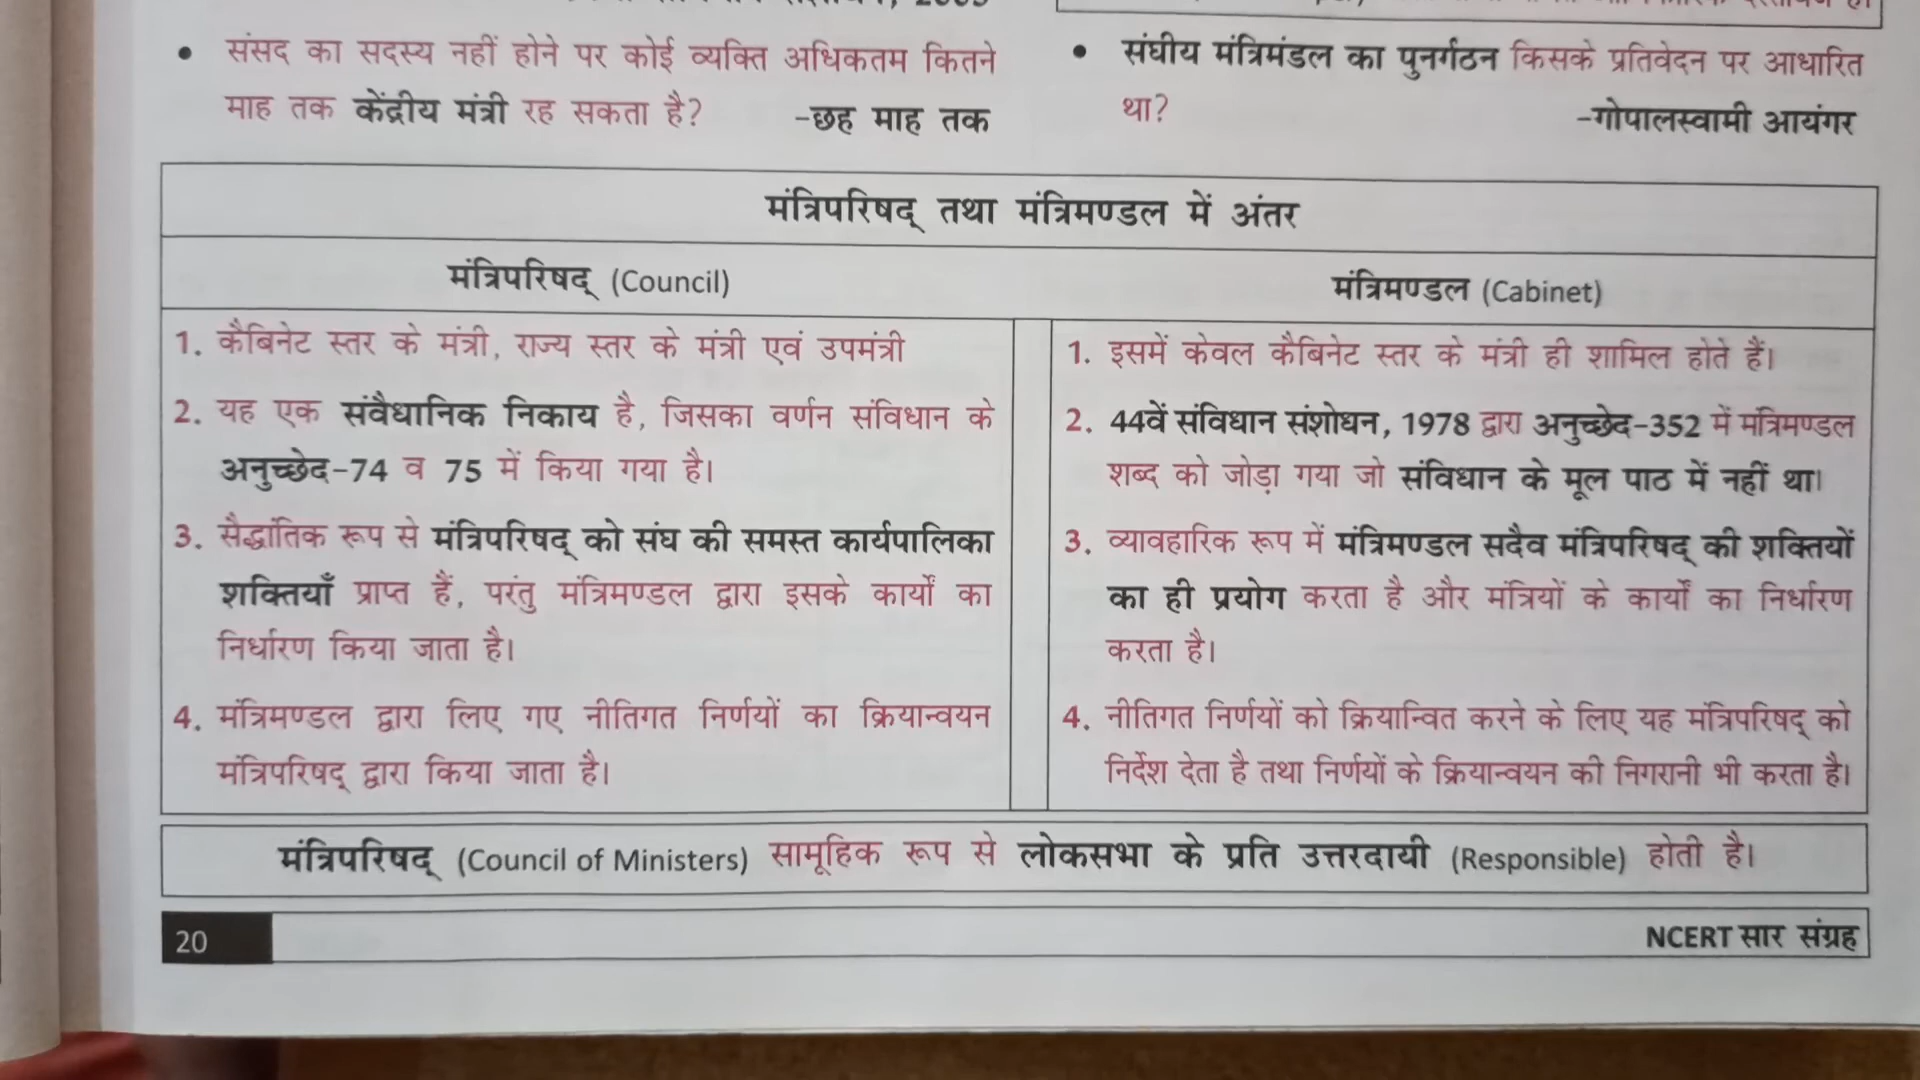 2005
• संसद का सदस्य नहीं होने पर कोई व्यक्ति अधिकतम कितने
माह तक केंद्रीय मंत्री रह सकता है? -छह माह तक
• संघीय मंत्रिमंडल का पुनर्गठन किसके प्रतिवेदन पर आधारित
था? -गोपालस्वामी आयंगर
मंत्रिपरिषद् तथा मंत्रिमण्डल में अंतर
मंत्रिपरिषद् (Council)
1. कैबिनेट स्तर के मंत्री, राज्य स्तर के मंत्री एवं उपमंत्री
2. यह एक संवैधानिक निकाय है, जिसका वर्णन संविधान के
अनुच्छेद-74 व 75 में किया गया है।
3. सैद्धांतिक रूप से मंत्रिपरिषद् को संघ की समस्त कार्यपालिका
शक्तियाँ प्राप्त हैं, परंतु मंत्रिमण्डल द्वारा इसके कार्यों का
निर्धारण किया जाता है।
4. मंत्रिमण्डल द्वारा लिए गए नीतिगत निर्णयों का क्रियान्वयन
मंत्रिपरिषद् द्वारा किया जाता है।
मंत्रिमण्डल (Cabinet)
1. इसमें केवल कैबिनेट स्तर के मंत्री ही शामिल होते हैं।
2. 44वें संविधान संशोधन, 1978 द्वारा अनुच्छेद-352 में मंत्रिमण्डल
शब्द को जोड़ा गया जो संविधान के मूल पाठ में नहीं था।
3. व्यावहारिक रूप में मंत्रिमण्डल सदैव मंत्रिपरिषद् की शक्तियों
का ही प्रयोग करता है और मंत्रियों के कार्यों का निर्धारण
करता है।
4. नीतिगत निर्णयों को क्रियान्वित करने के लिए यह मंत्रिपरिषद् को
निर्देश देता है तथा निर्णयों के क्रियान्वयन की निगरानी भी करता है।
मंत्रिपरिषद् (Council of Ministers) सामूहिक रूप से लोकसभा के प्रति उत्तरदायी (Responsible) होती है।
20 NCERT सार संग्रह